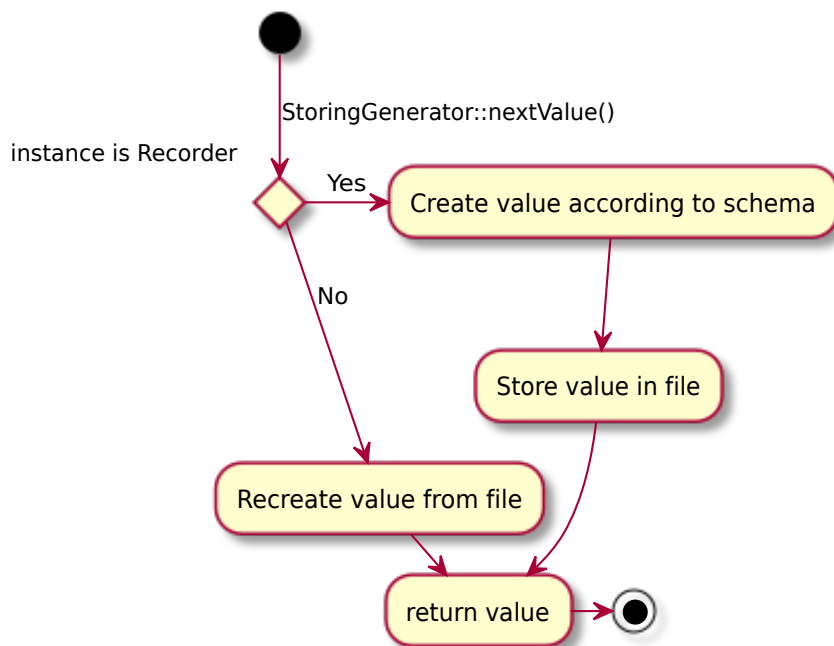 StoringGenerator::nextValue()
instance is Recorder
Yes
Create value according to schema
No
Store value in file
Recreate value from file
return value